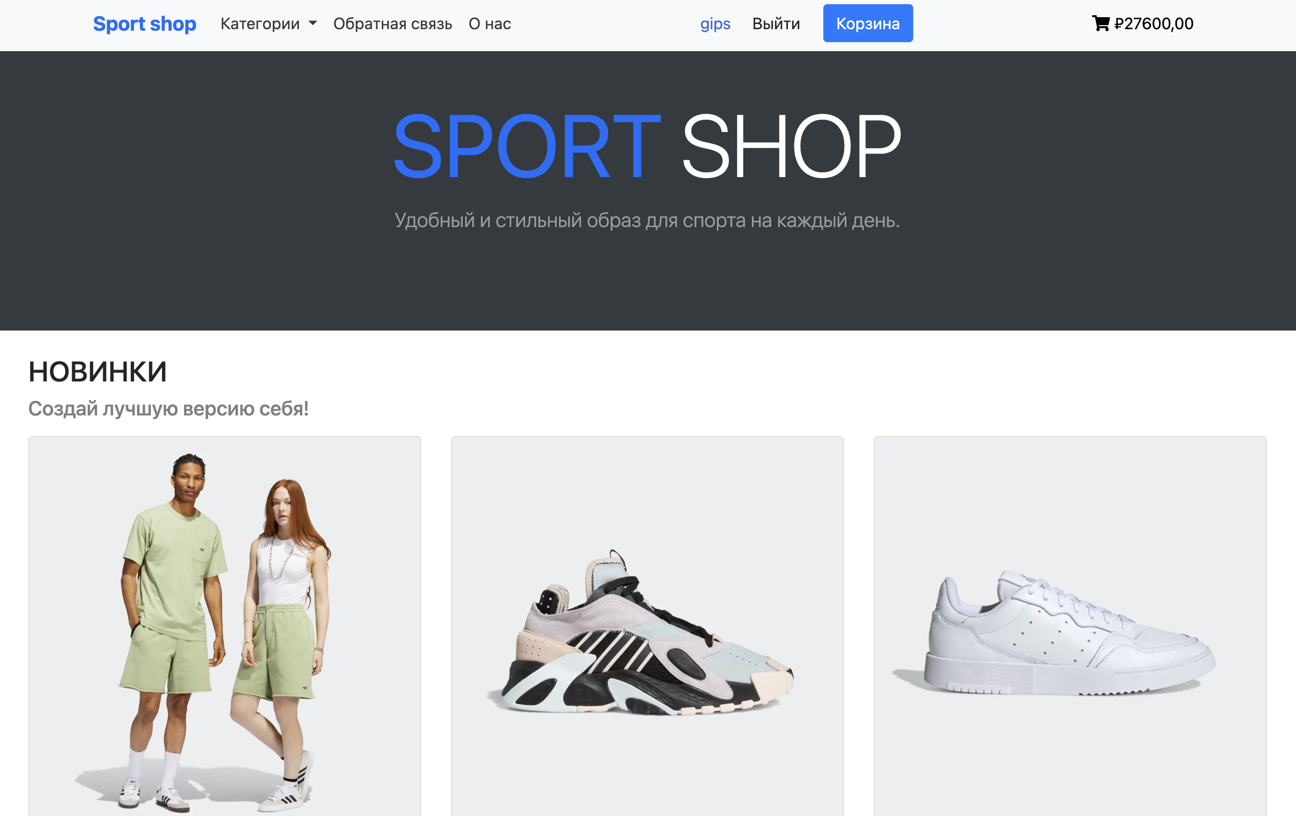 Sport shop Категории Обратная связь О нас gips Выйти Корзина ₽27600,00
SPORT SHOP
Удобный и стильный образ для спорта на каждый день.
НОВИНКИ
Создай лучшую версию себя!